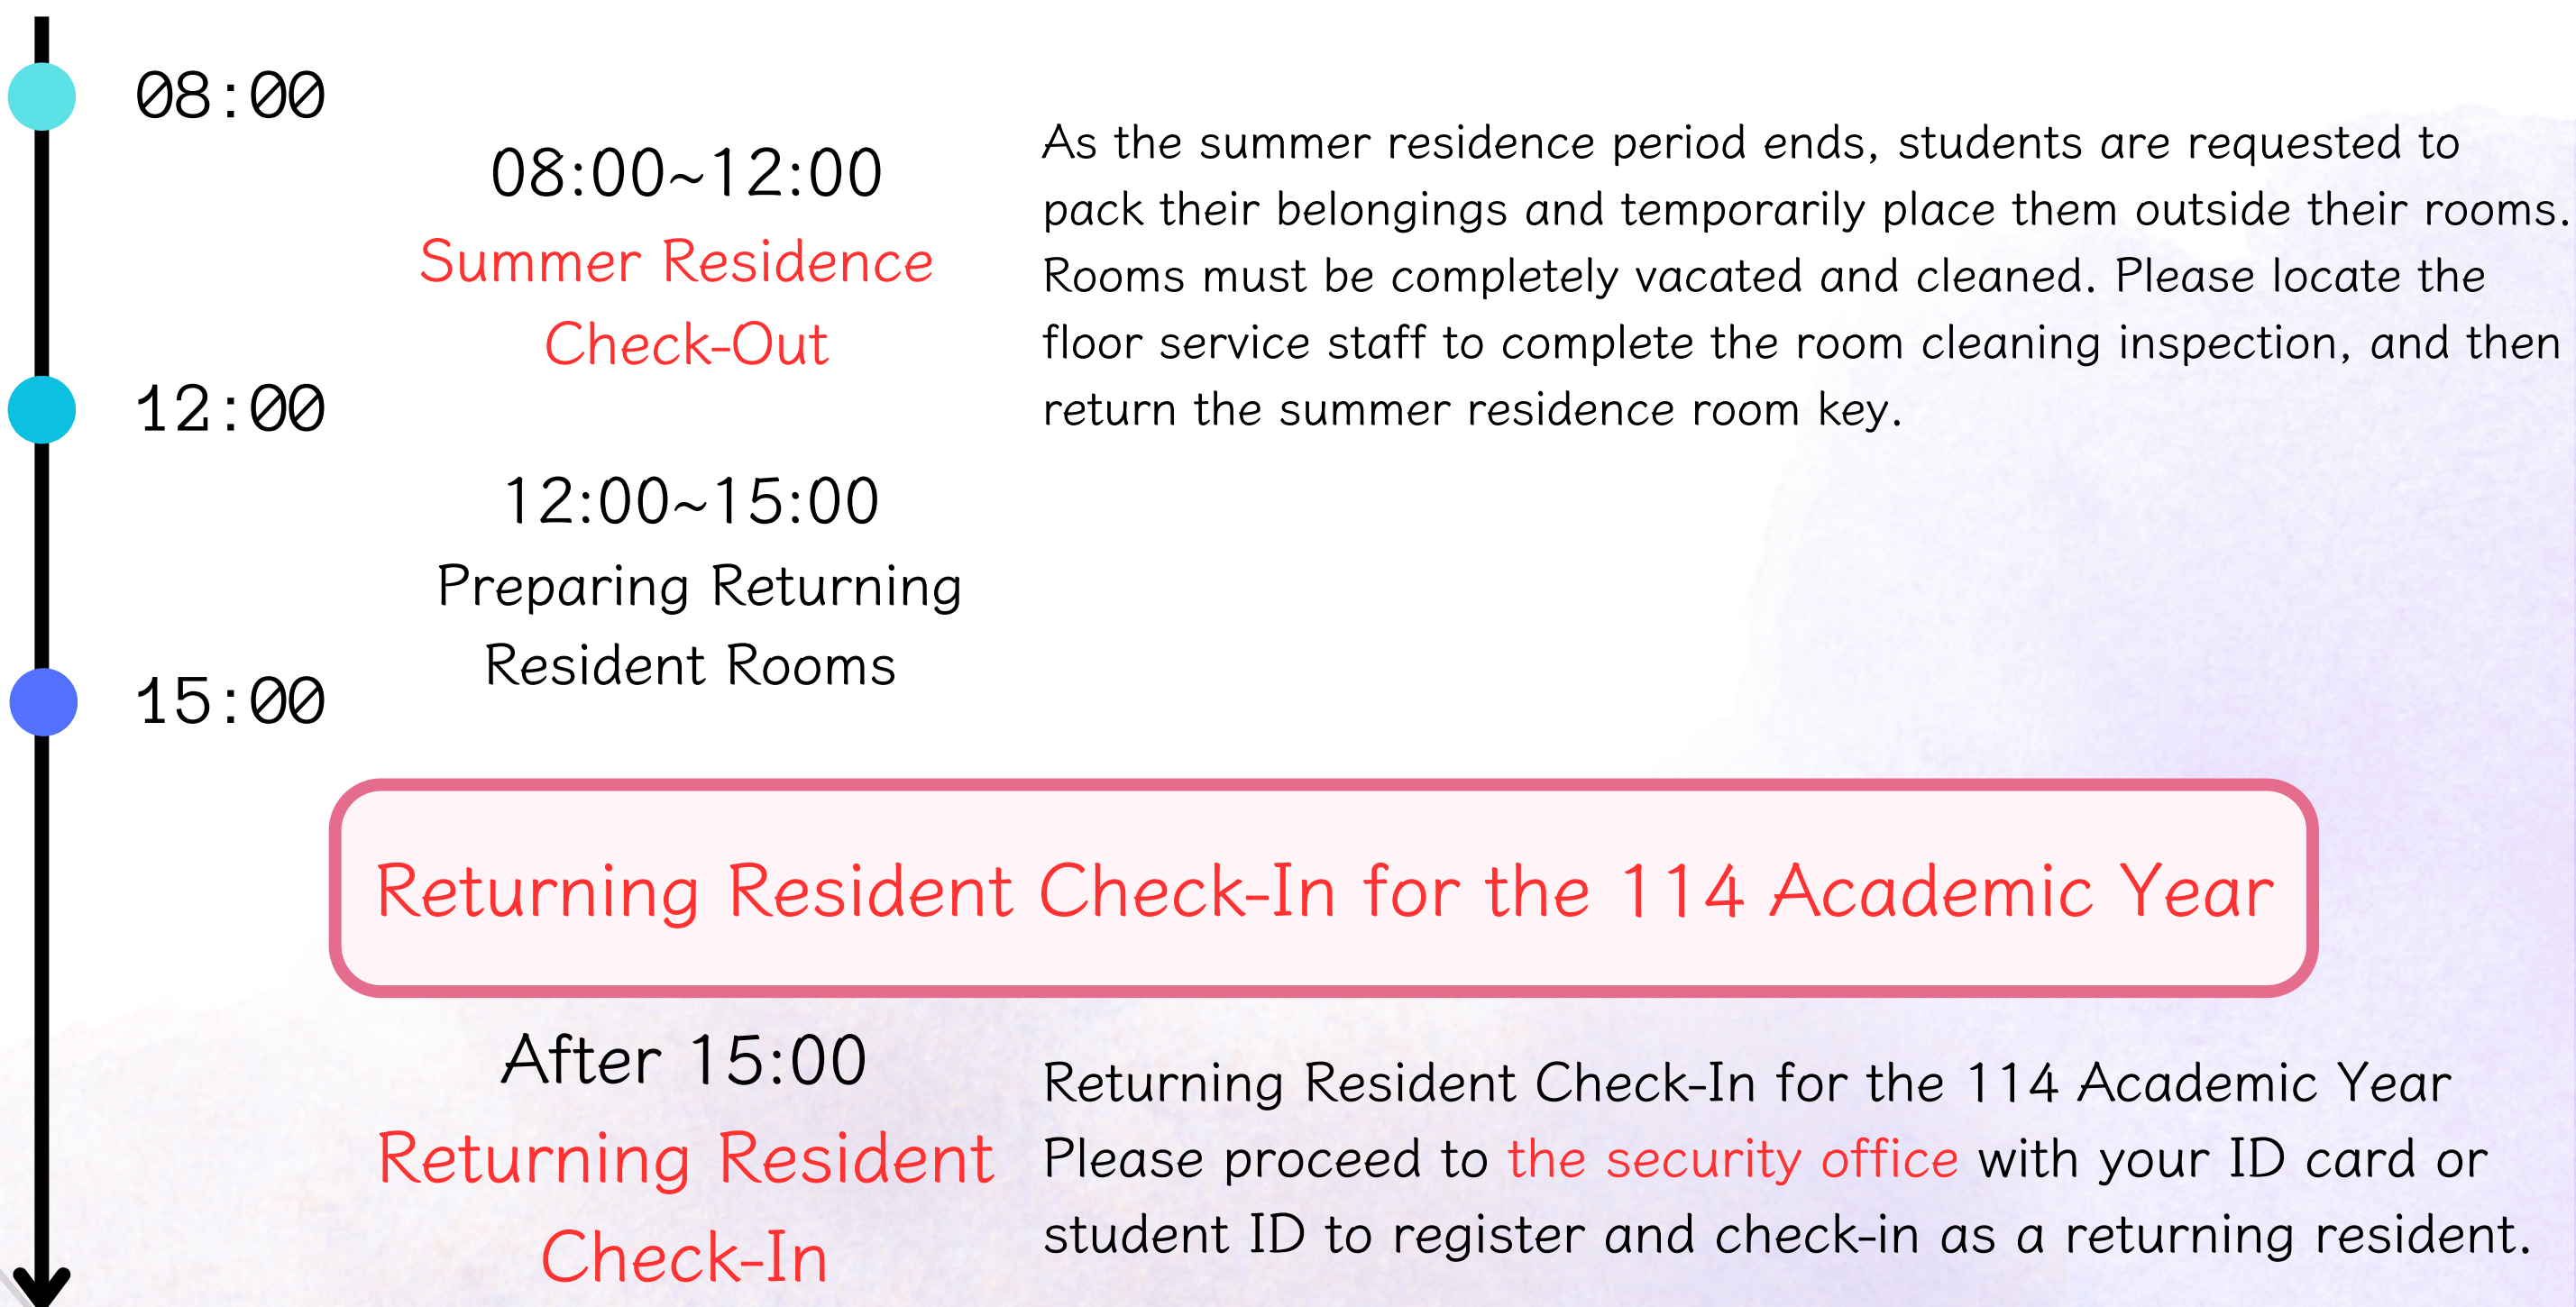 08:00
08:00~12:00
Summer Residence
Check-Out
As the summer residence period ends, students are requested to
pack their belongings and temporarily place them outside their rooms.
Rooms must be completely vacated and cleaned. Please locate the
floor service staff to complete the room cleaning inspection, and then
return the summer residence room key.
12:00
12:00~15:00
Preparing Returning
Resident Rooms
15:00
Returning Resident Check-In for the 114 Academic Year
After 15:00
Returning Resident
Check-In
Returning Resident Check-In for the 114 Academic Year
Please proceed to the security office with your ID card or
student ID to register and check-in as a returning resident.